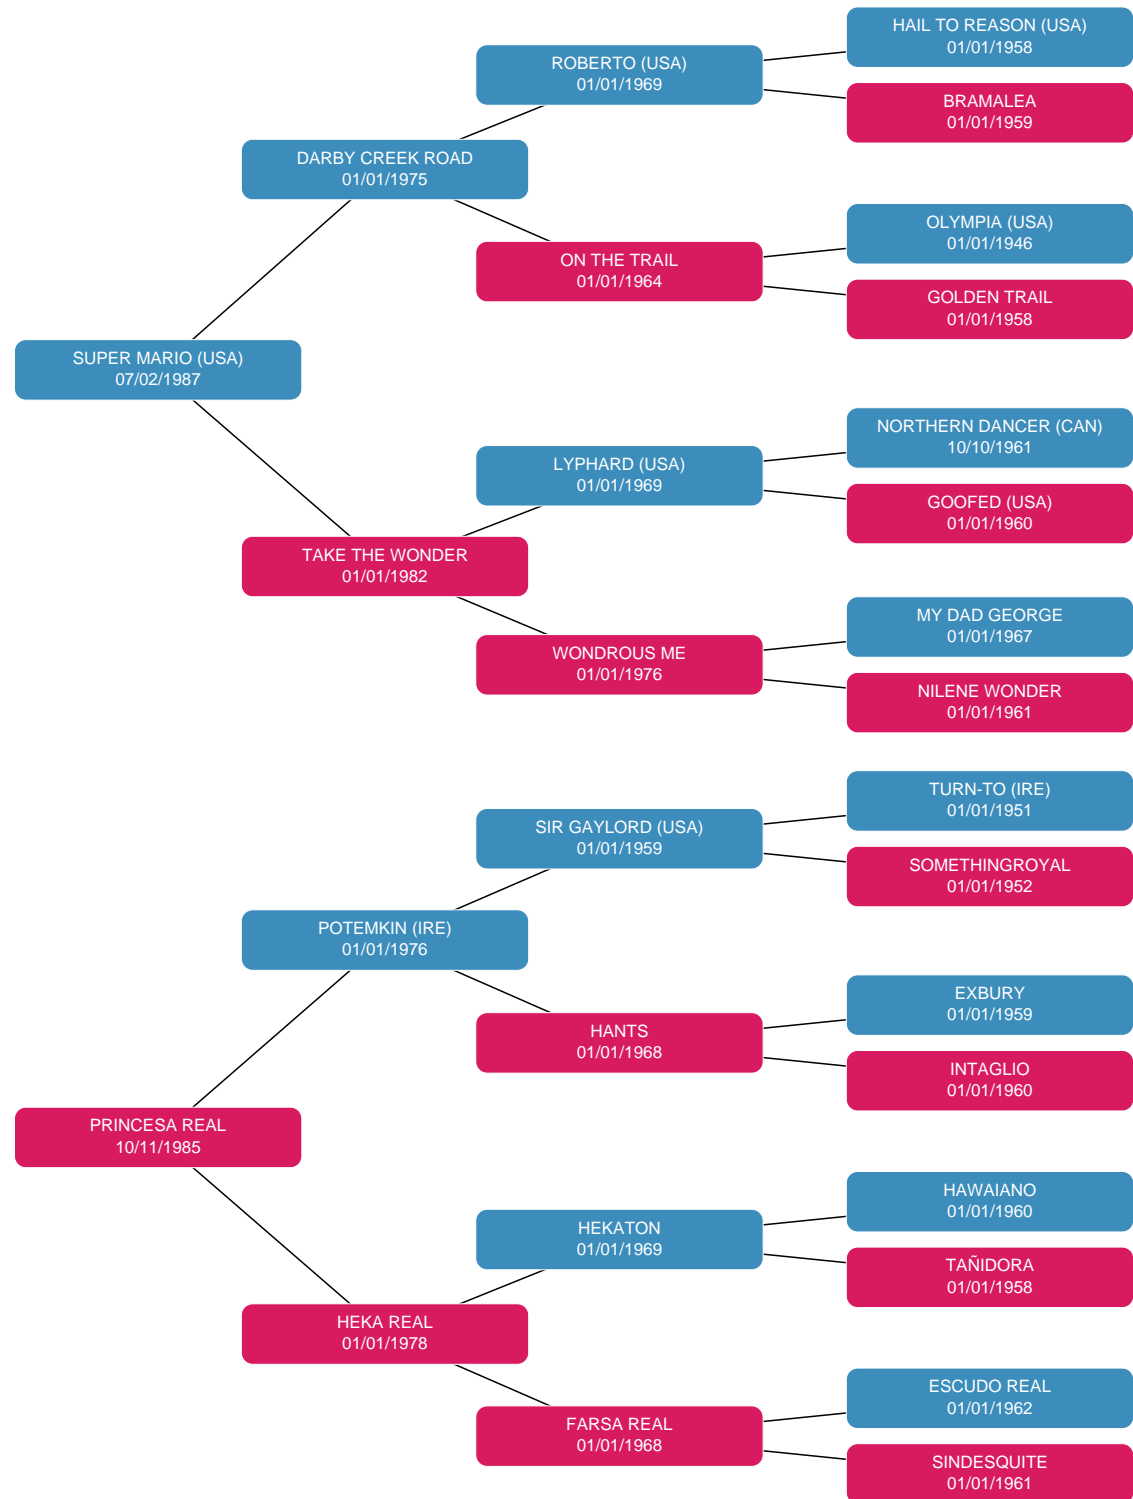 HAIL TO REASON (USA)
01/01/1958
ROBERTO (USA)
01/01/1969
BRAMALEA
01/01/1959
DARBY CREEK ROAD
01/01/1975
OLYMPIA (USA)
01/01/1946
ON THE TRAIL
01/01/1964
GOLDEN TRAIL
01/01/1958
SUPER MARIO (USA)
07/02/1987
NORTHERN DANCER (CAN)
10/10/1961
LYPHARD (USA)
01/01/1969
GOOFED (USA)
01/01/1960
TAKE THE WONDER
01/01/1982
MY DAD GEORGE
01/01/1967
WONDROUS ME
01/01/1976
NILENE WONDER
01/01/1961
TURN-TO (IRE)
01/01/1951
SIR GAYLORD (USA)
01/01/1959
SOMETHINGROYAL
01/01/1952
POTEMKIN (IRE)
01/01/1976
EXBURY
01/01/1959
HANTS
01/01/1968
INTAGLIO
01/01/1960
PRINCESA REAL
10/11/1985
HAWAIANO
01/01/1960
HEKATON
01/01/1969
TAÑIDORA
01/01/1958
HEKA REAL
01/01/1978
ESCUDO REAL
01/01/1962
FARSA REAL
01/01/1968
SINDESQUITE
01/01/1961